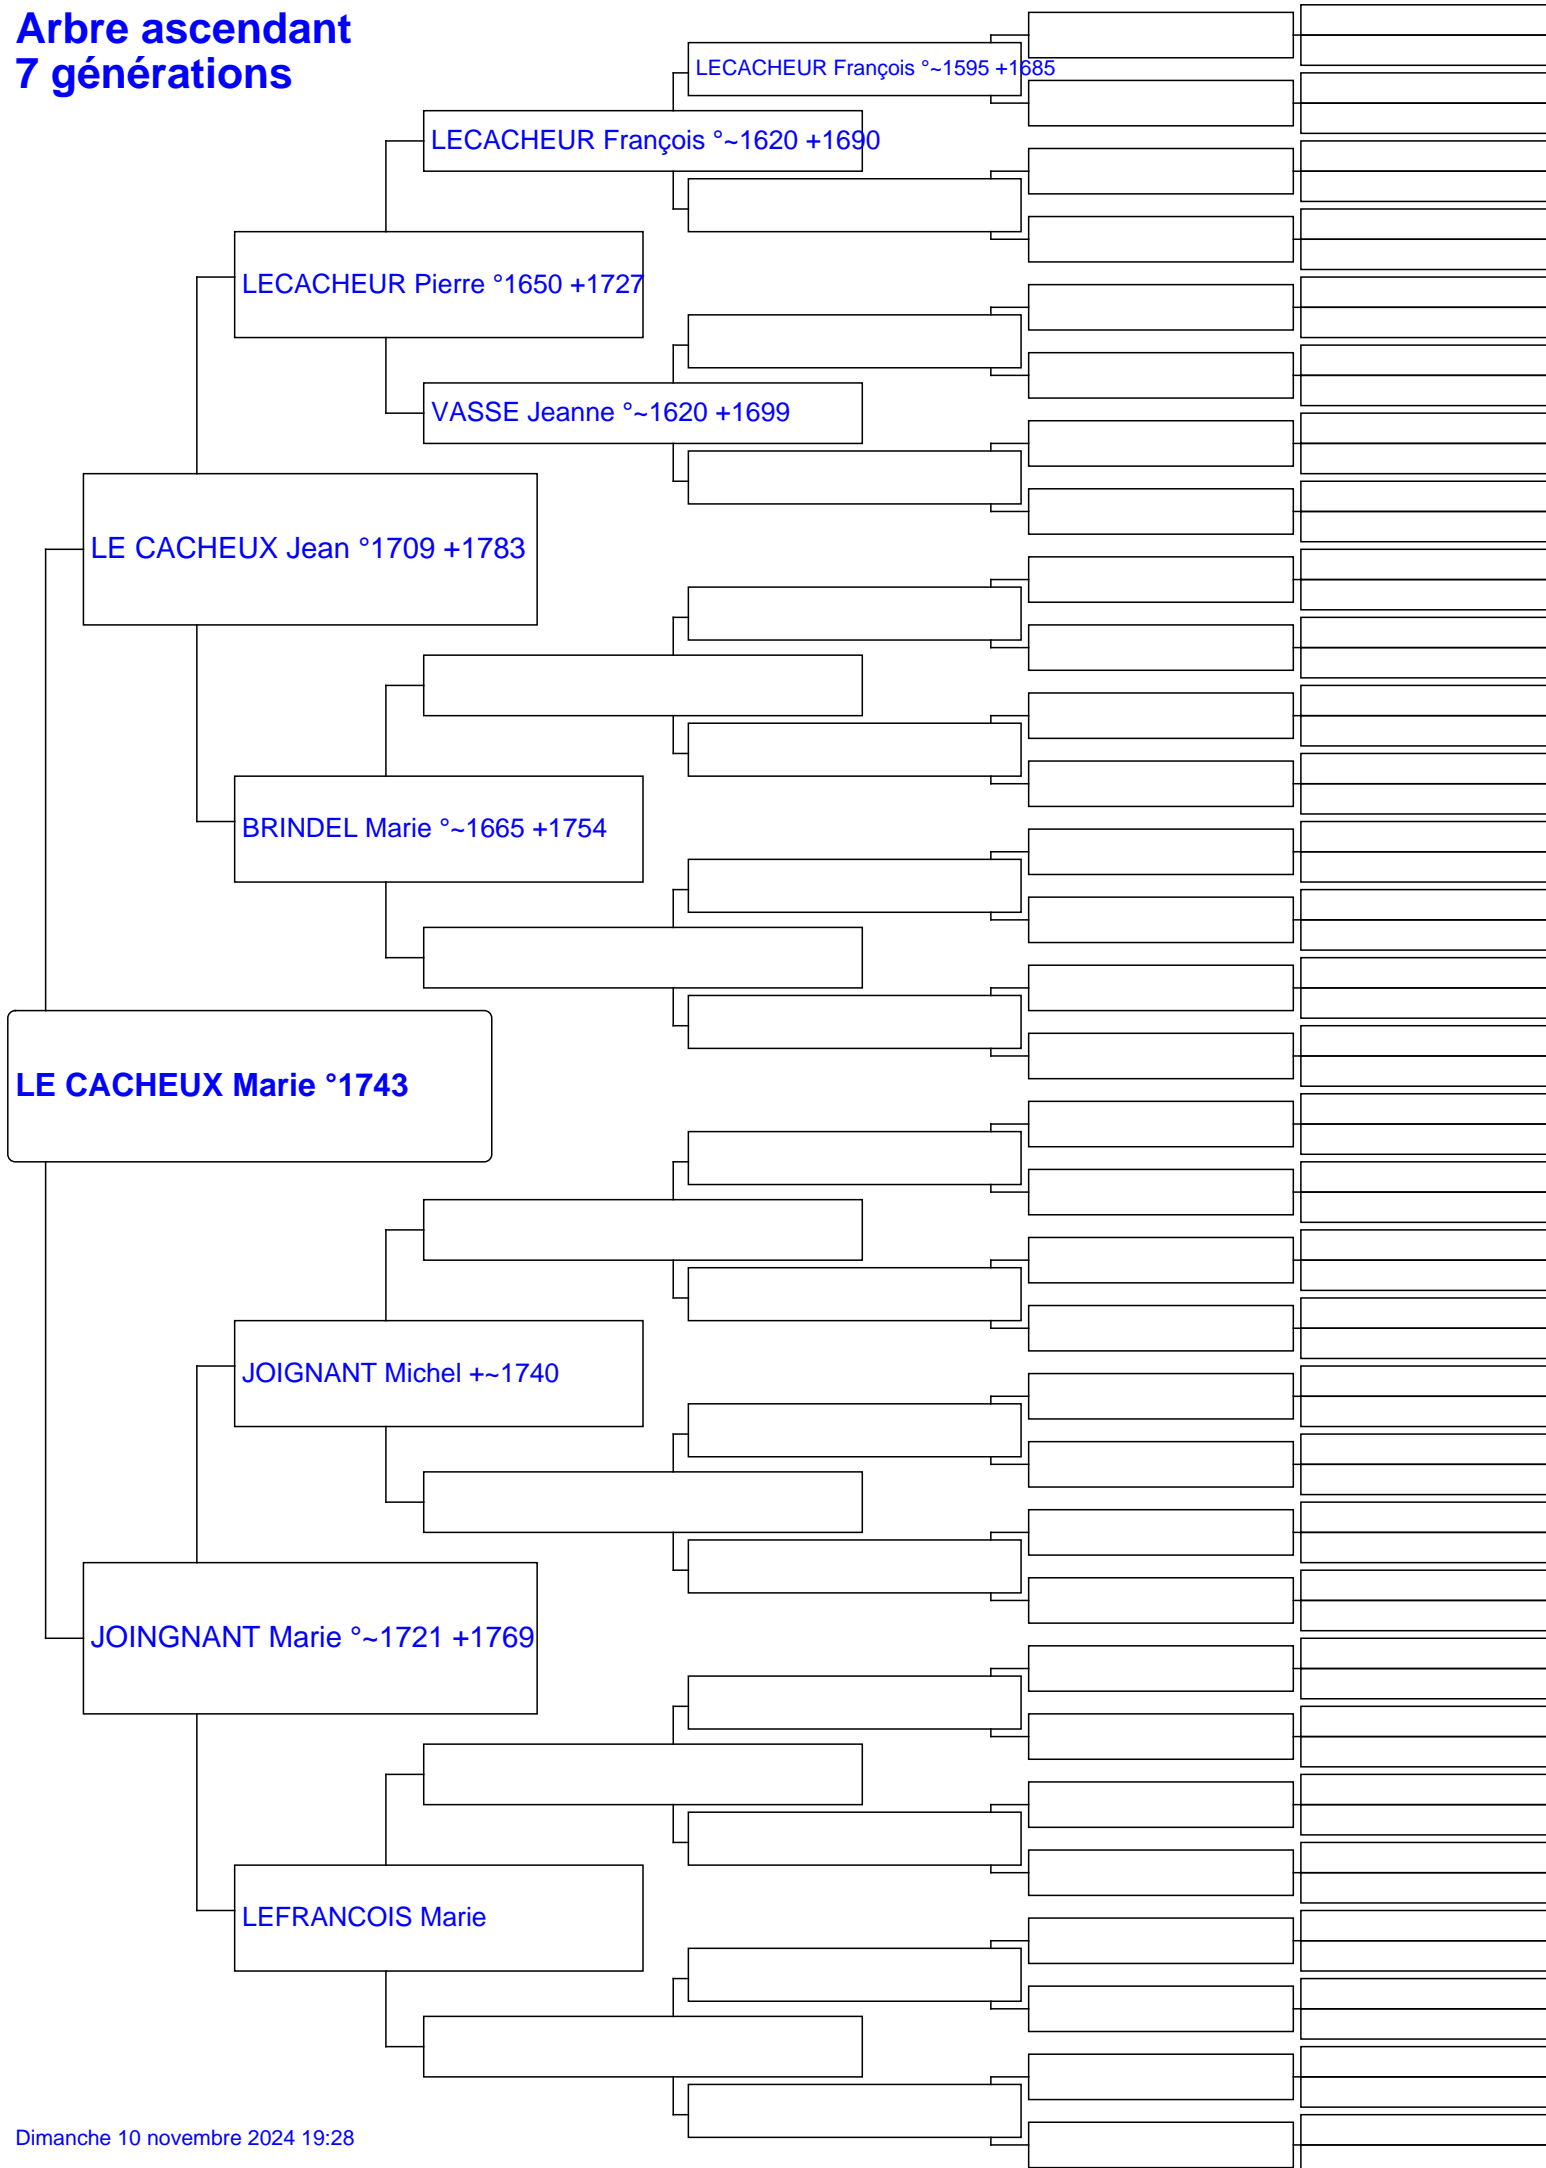 Arbre ascendant
7 générations
LECACHEUR François °~1595 +1685
LECACHEUR François °~1620 +1690
LECACHEUR Pierre °1650 +1727
VASSE Jeanne °~1620 +1699
LE CACHEUX Jean °1709 +1783
BRINDEL Marie °~1665 +1754
LE CACHEUX Marie °1743
JOIGNANT Michel +~1740
JOINGNANT Marie °~1721 +1769
LEFRANCOIS Marie
Dimanche 10 novembre 2024 19:28